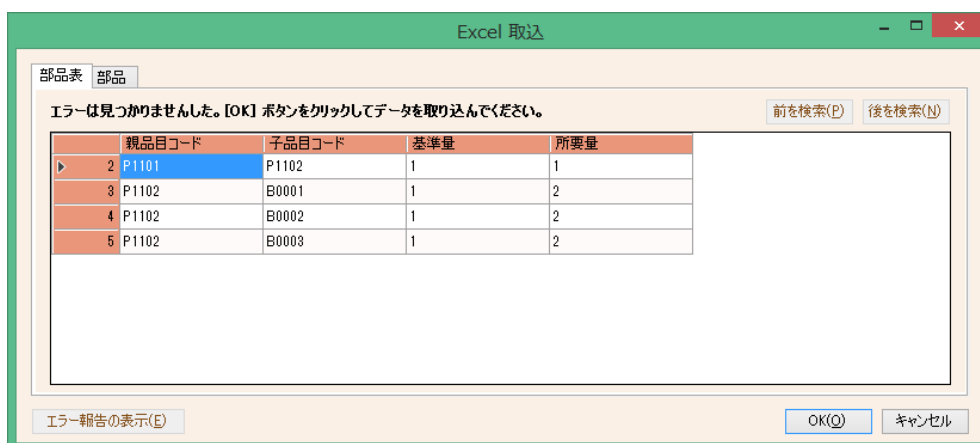 Excel 取込
部品表 部品
エラーは見つかりませんした。[OK] ボタンをクリックしてデータを取り込んでください。 前を検索(P) 後を検索(N)
親品目コード 子品目コード 基準量 所要量
2 P1101 P1102 1 1
3 P1102 B0001 1 2
4 P1102 B0002 1 2
5 P1102 B0003 1 2
エラー報告の表示(E) OK(O) キャンセル